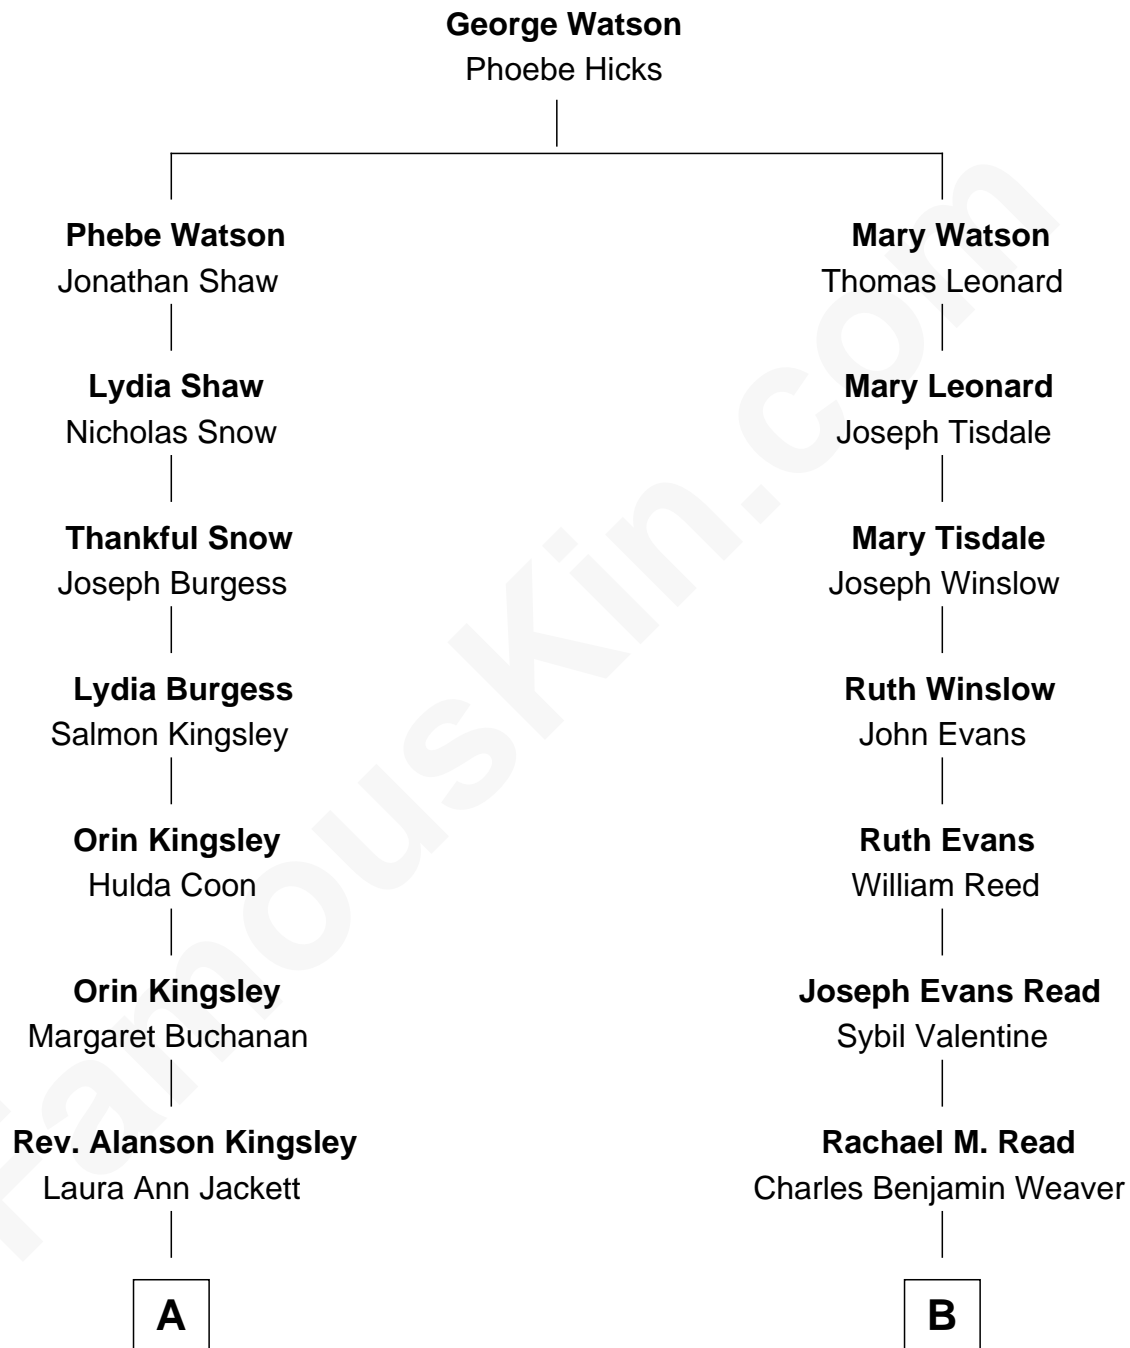 George Watson
Phoebe Hicks
Phebe Watson
Jonathan Shaw
Mary Watson
Thomas Leonard
Lydia Shaw
Nicholas Snow
Mary Leonard
Joseph Tisdale
Thankful Snow
Joseph Burgess
Mary Tisdale
Joseph Winslow
Lydia Burgess
Salmon Kingsley
Ruth Winslow
John Evans
Orin Kingsley
Hulda Coon
Ruth Evans
William Reed
Orin Kingsley
Margaret Buchanan
Joseph Evans Read
Sybil Valentine
Rev. Alanson Kingsley
Laura Ann Jackett
Rachael M. Read
Charles Benjamin Weaver
A
B
FamousKin.com